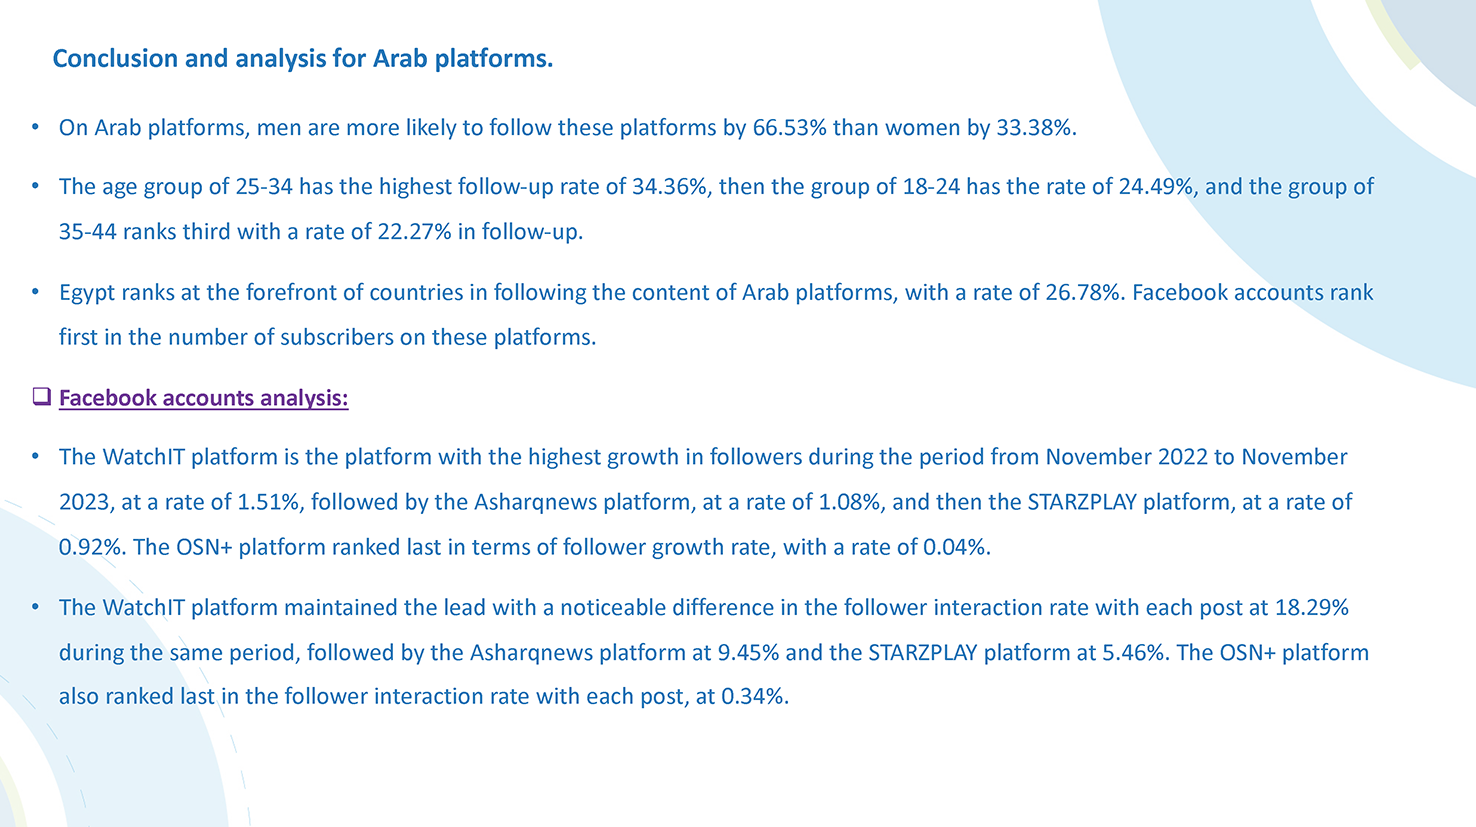 Conclusion and analysis for Arab platforms.
• On Arab platforms, men are more likely to follow these platforms by 66.53% than women by 33.38%.
• The age group of 25-34 has the highest follow-up rate of 34.36%, then the group of 18-24 has the rate of 24.49%, and the group of
35-44 ranks third with a rate of 22.27% in follow-up.
• Egypt ranks at the forefront of countries in following the content of Arab platforms, with a rate of 26.78%. Facebook accounts rank
first in the number of subscribers on these platforms.
❑ Facebook accounts analysis:
• The WatchIT platform is the platform with the highest growth in followers during the period from November 2022 to November
2023, at a rate of 1.51%, followed by the Asharqnews platform, at a rate of 1.08%, and then the STARZPLAY platform, at a rate of
0.92%. The OSN+ platform ranked last in terms of follower growth rate, with a rate of 0.04%.
• The WatchIT platform maintained the lead with a noticeable difference in the follower interaction rate with each post at 18.29%
during the same period, followed by the Asharqnews platform at 9.45% and the STARZPLAY platform at 5.46%. The OSN+ platform
also ranked last in the follower interaction rate with each post, at 0.34%.